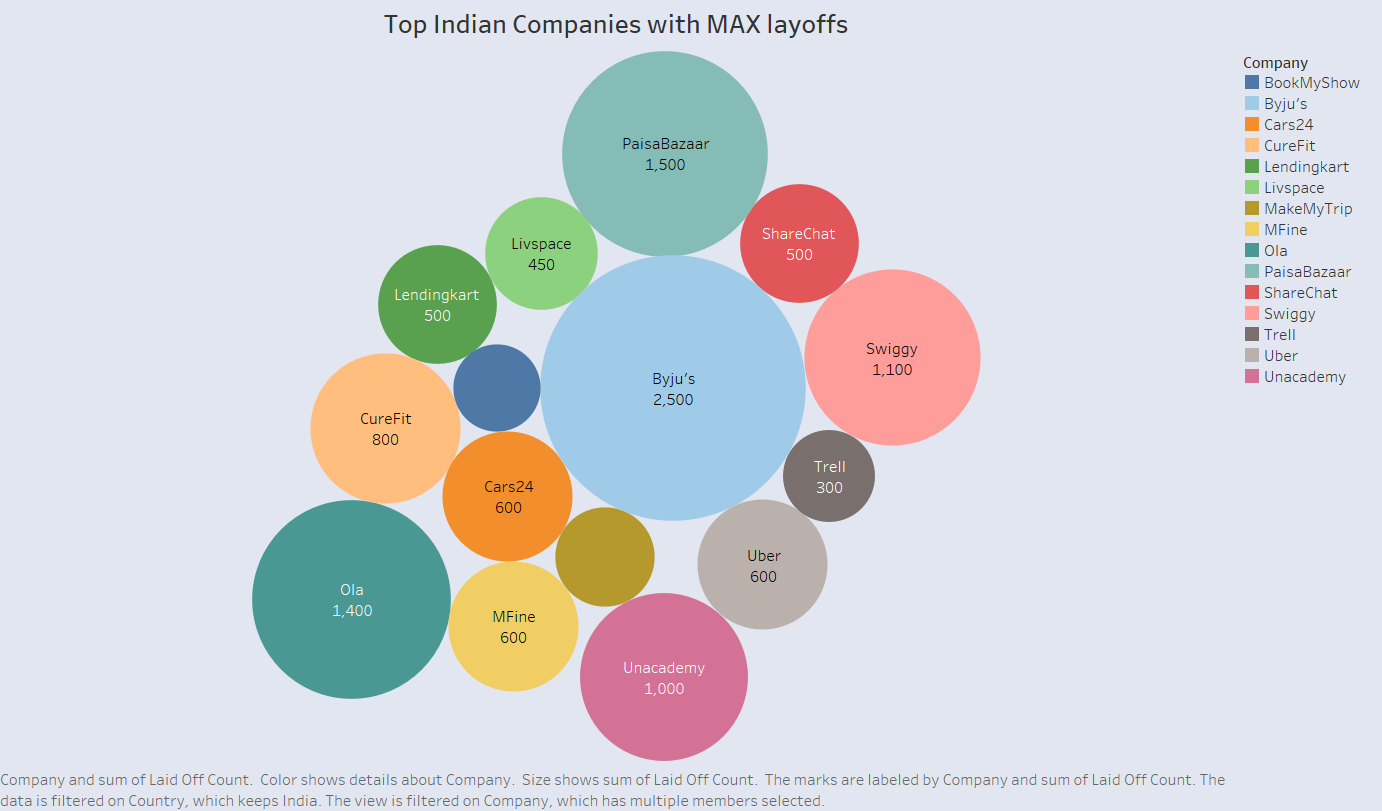 Top Indian Companies with MAX layoffs
Company
BookMyShow
Byju’s
Cars24
CureFit
Lendingkart
Livspace
MakeMyTrip
MFine
Ola
PaisaBazaar
ShareChat
Swiggy
Trell
Uber
Unacademy
PaisaBazaar
1,500
ShareChat
500
Livspace
450
Lendingkart
500
Swiggy
1,100
Byju’s
2,500
CureFit
800
Trell
300
Cars24
600
Uber
600
Ola
1,400
MFine
600
Unacademy
1,000
Company and sum of Laid Off Count.  Color shows details about Company.  Size shows sum of Laid Off Count.  The marks are labeled by Company and sum of Laid Off Count. The
data is filtered on Country, which keeps India. The view is filtered on Company, which has multiple members selected.